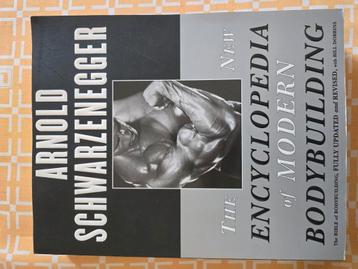 ARNOLD
SCHWARZENEGGER
THE NEW
ENCYCLOPEDIA
of MODERN
BODYBUILDING
THE BIBLE OF BODYBUILDING, FULLY UPDATED AND REVISED, WITH BILL DOBBINS